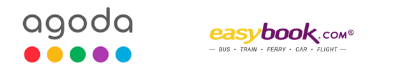 agoda
easybook.COM®
— BUS • TRAIN • FERRY • CAR • FLIGHT —